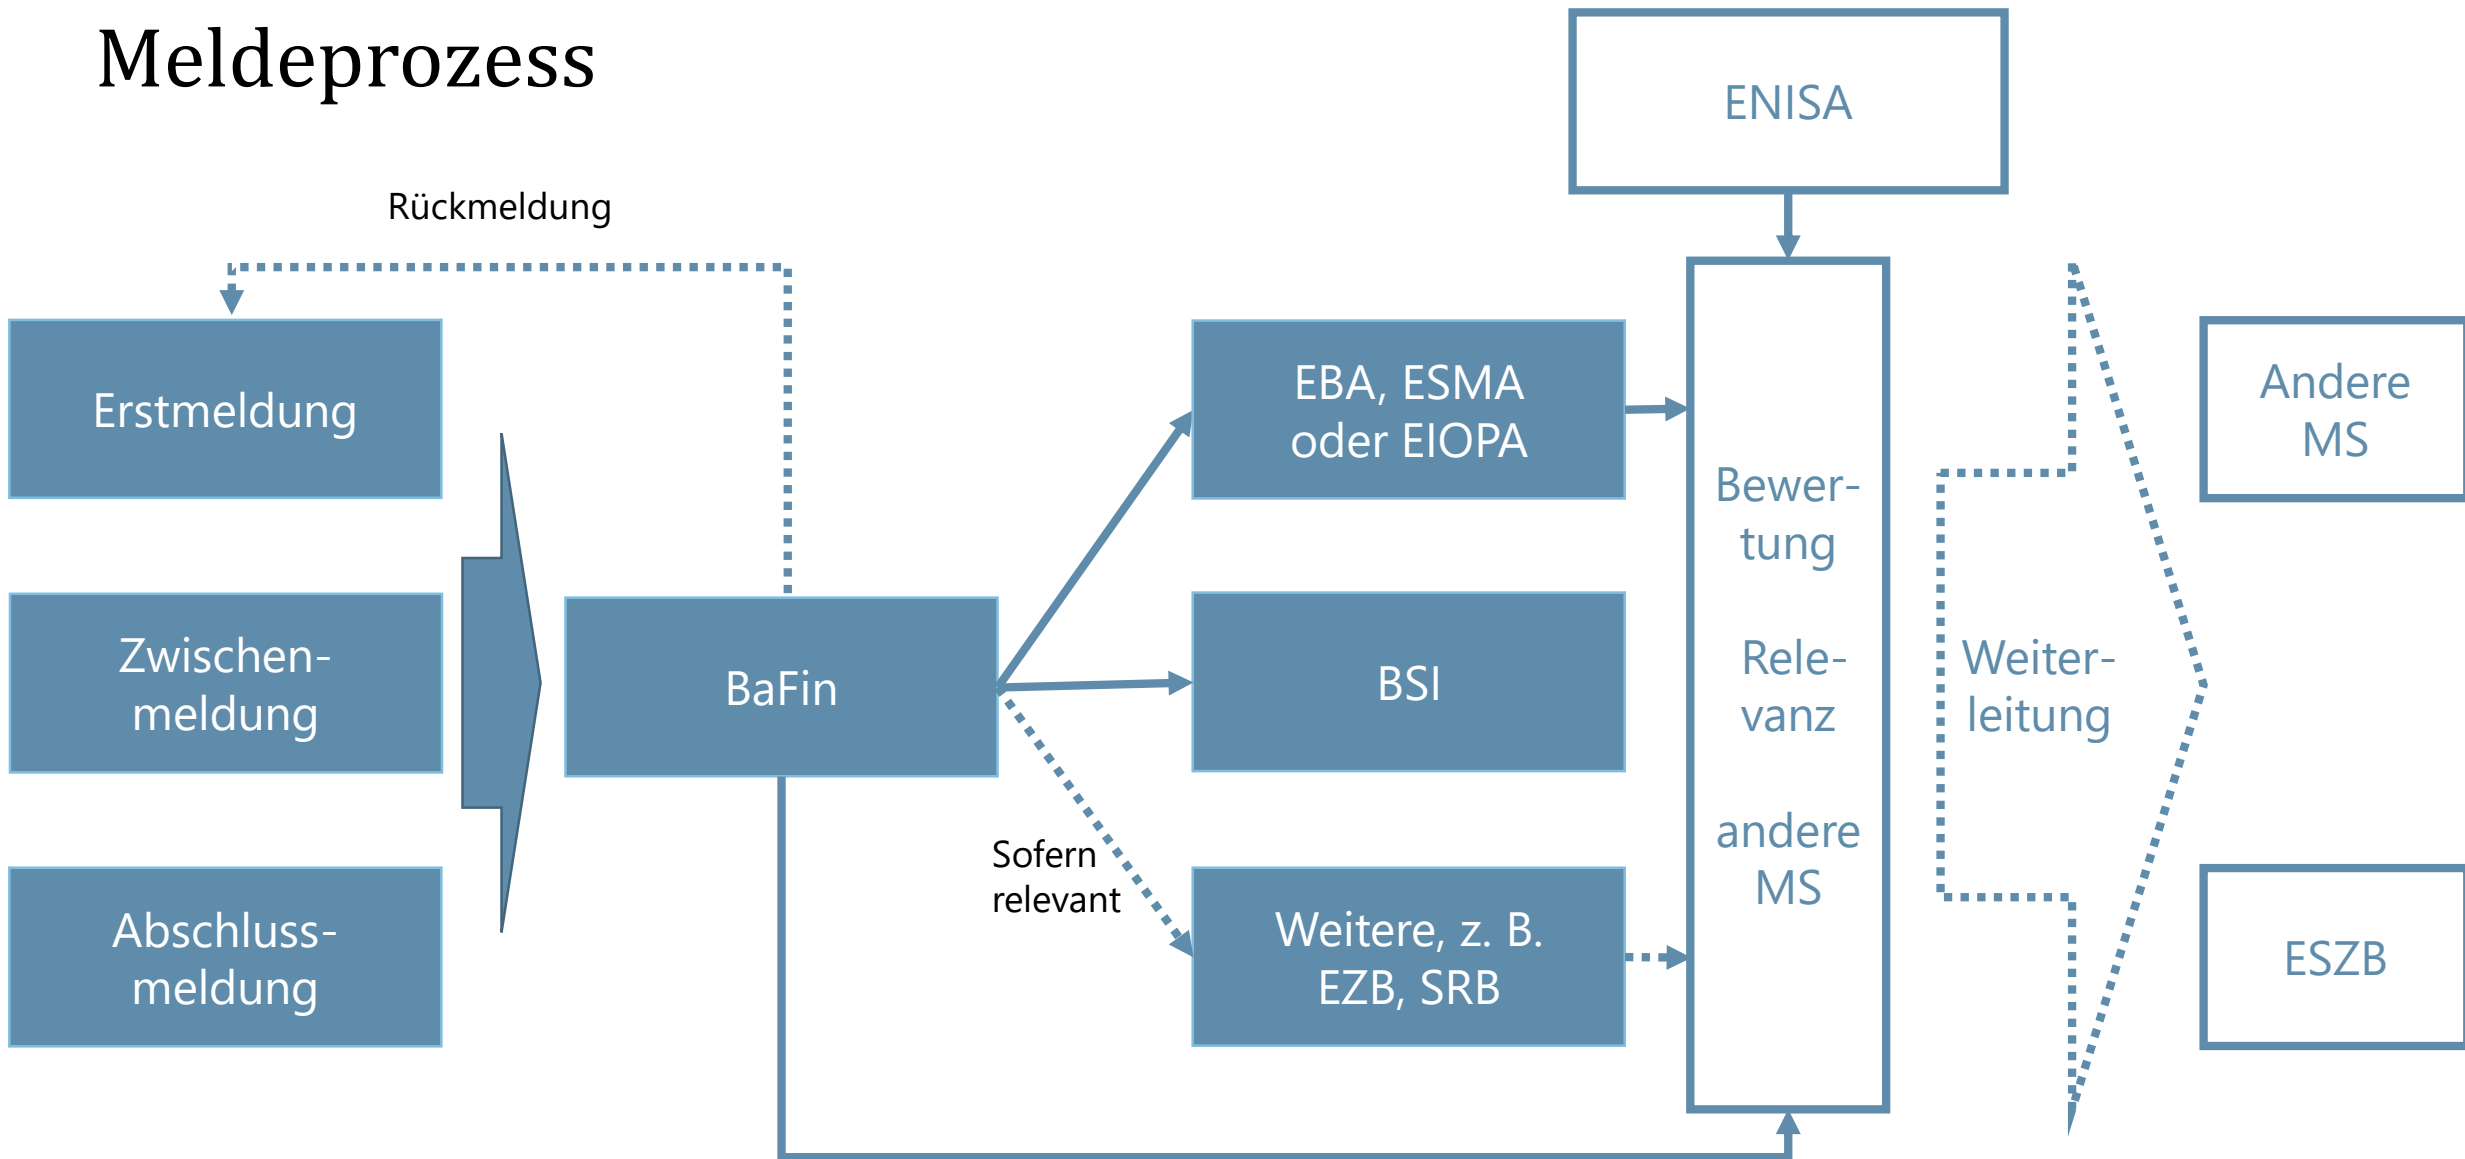 Meldeprozess
ENISA
Rückmeldung
Erstmeldung
Zwischen-
meldung
Abschluss-
meldung
BaFin
Sofern
relevant
EBA, ESMA
oder EIOPA
BSI
Weitere, z. B.
EZB, SRB
Bewer-
tung
Rele-
vanz
andere
MS
Weiter-
leitung
Andere
MS
ESZB